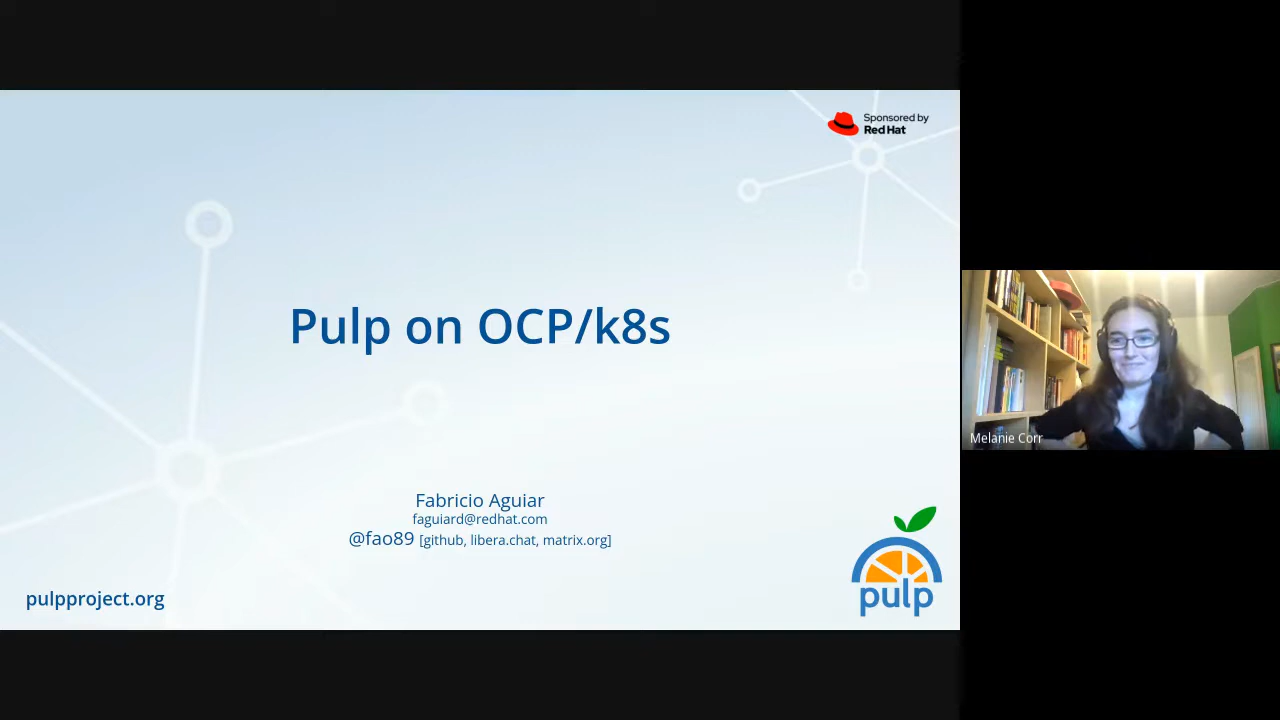 Sponsored by
Red Hat
Pulp on OCP/k8s
Fabricio Aguiar
faguiard@redhat.com
@fao89 [github, libera.chat, matrix.org]
pulpproject.org
pulp
Melanie Corr